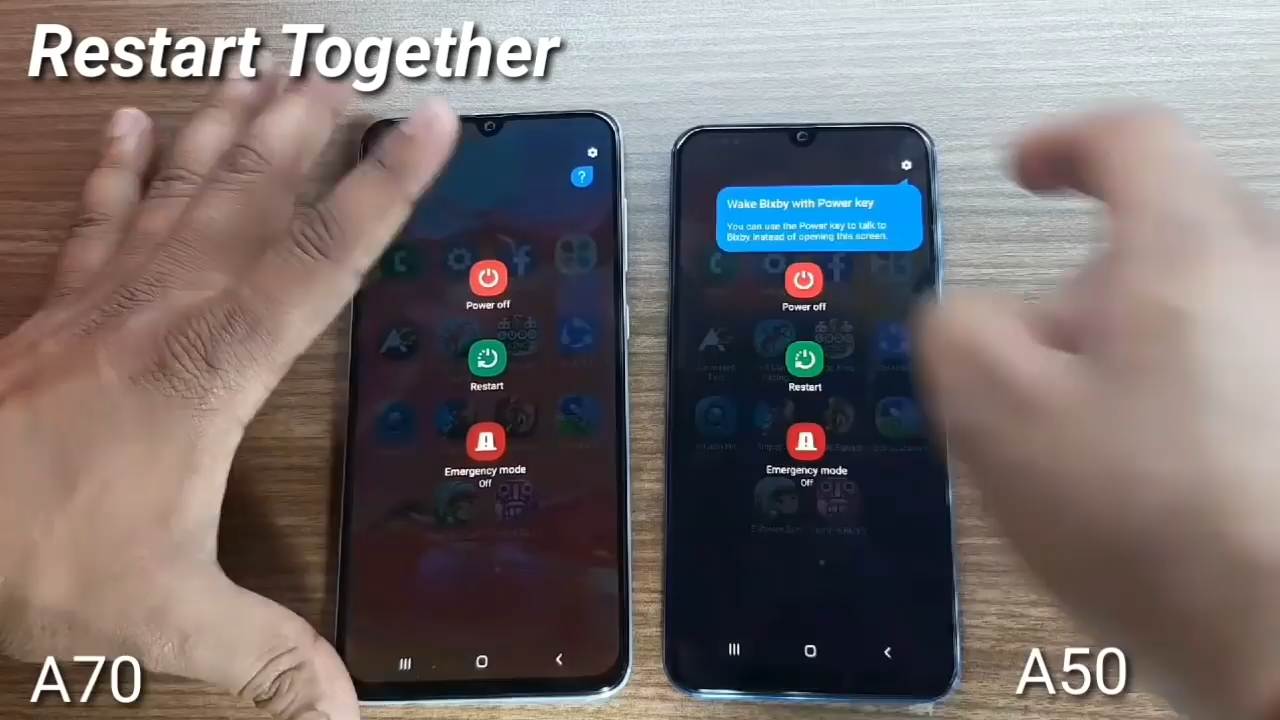 Restart Together
?
Wake Bixby with Power key
You can use the Power key to talk to
Bixby instead of opening this screen.
Power off
Power off
Restart
Restart
Emergency mode
Off
Emergency mode
Off
A70
A50